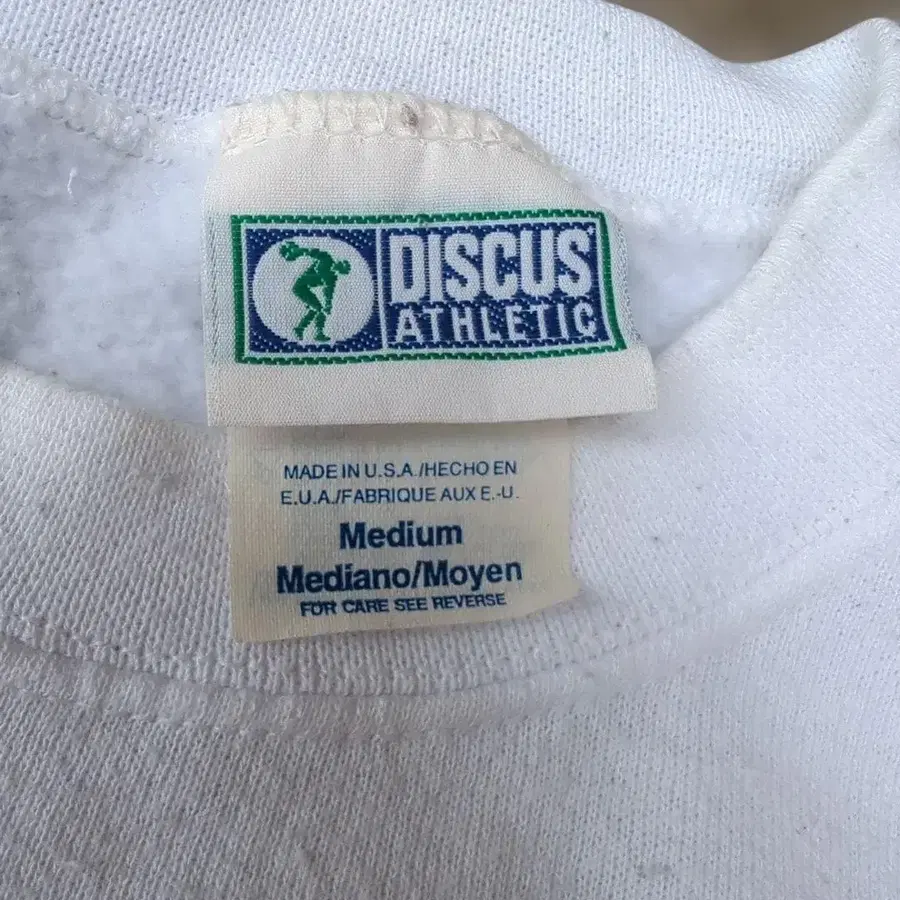 DISCUS
ATHLETIC
MADE IN U.S.A./HECHO EN
E.U.A./FABRIQUE AUX E.-U.
Medium
Mediano/Moyen
FOR CARE SEE REVERSE